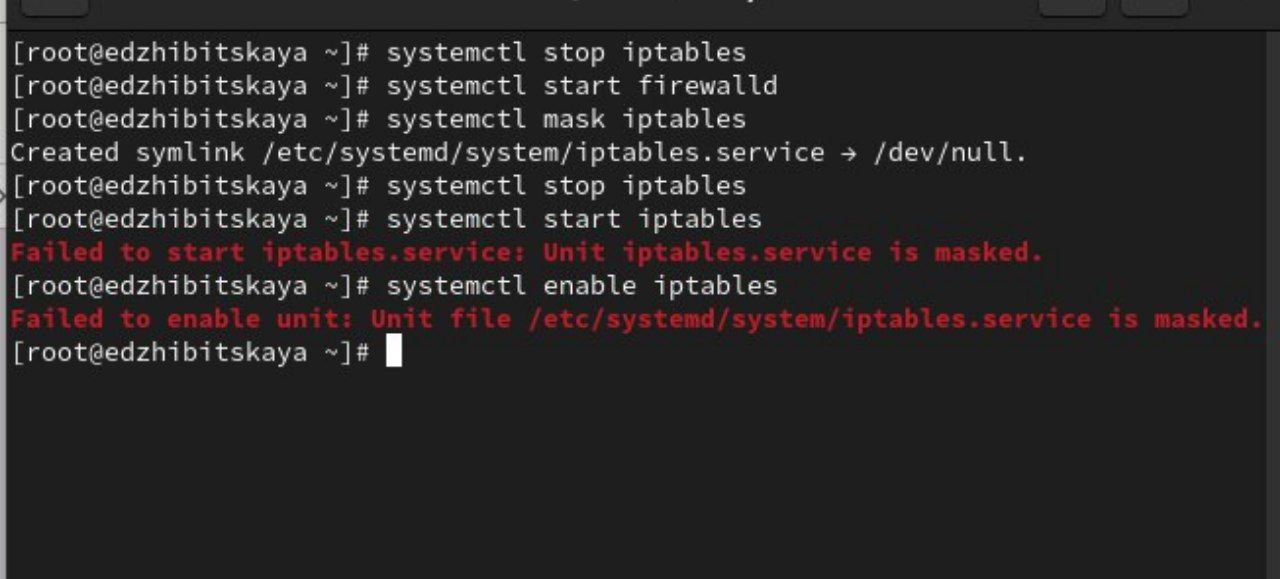 [root@edzhibitskaya ~]# systemctl stop iptables
[root@edzhibitskaya ~]# systemctl start firewalld
[root@edzhibitskaya ~]# systemctl mask iptables
Created symlink /etc/systemd/system/iptables.service → /dev/null.
[root@edzhibitskaya ~]# systemctl stop iptables
[root@edzhibitskaya ~]# systemctl start iptables
Failed to start iptables.service: Unit iptables.service is masked.
[root@edzhibitskaya ~]# systemctl enable iptables
Failed to enable unit: Unit file /etc/systemd/system/iptables.service is masked.
[root@edzhibitskaya ~]#